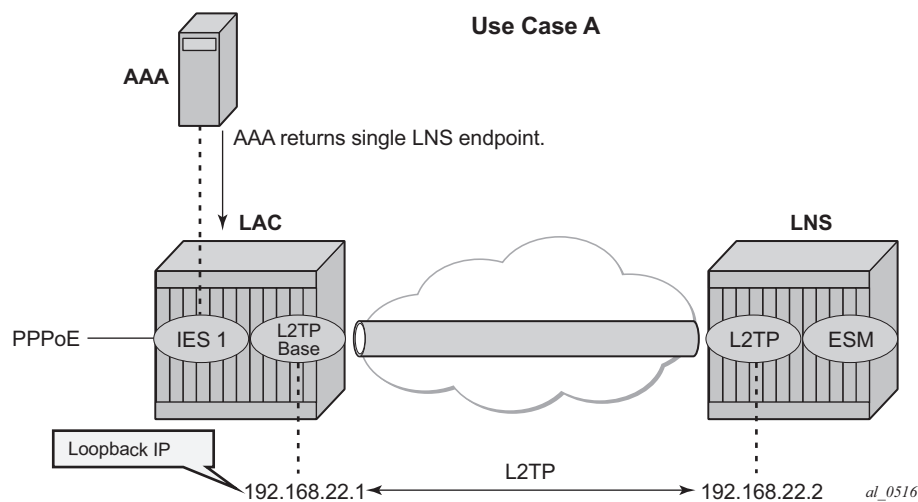 Use Case A
AAA
AAA returns single LNS endpoint.
LAC
LNS
PPPoE
IES 1
L2TP
Base
L2TP
ESM
Loopback IP
L2TP
192.168.22.1
192.168.22.2
al_0516